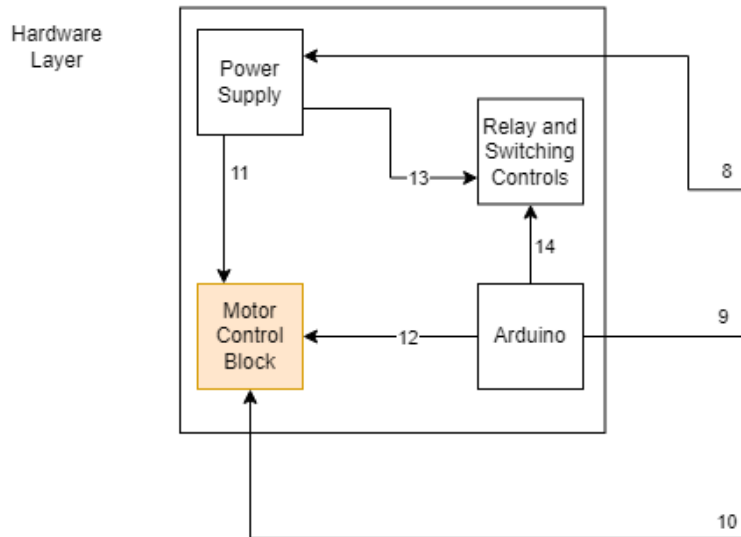 Hardware
Layer
Power
Supply
Relay and
Switching
Controls
8
11
13
14
Motor
Control
Block
12
Arduino
9
10